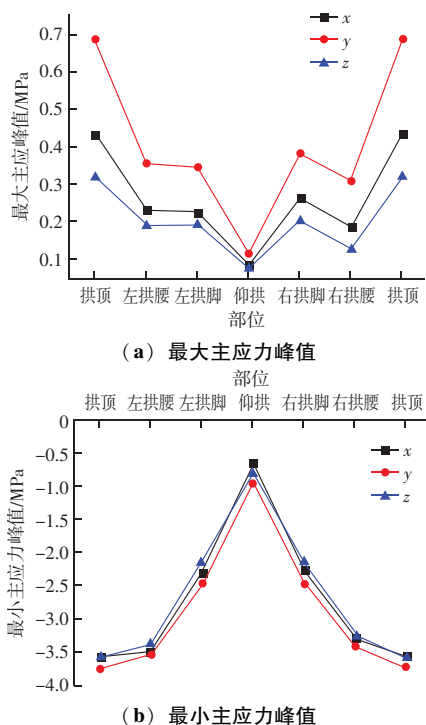 x
y
z
0.7
0.6
0.5
0.4
0.3
0.2
0.1
最大主应力峰值/MPa
拱顶 左拱腰 左拱脚 仰拱 右拱脚 右拱腰 拱顶
部位
（a） 最大主应力峰值
部位
拱顶 左拱腰 左拱脚 仰拱 右拱脚 右拱腰 拱顶
0
-0.5
-1.0
-1.5
-2.0
-2.5
-3.0
-3.5
-4.0
最小主应力峰值/MPa
x
y
z
（b） 最小主应力峰值